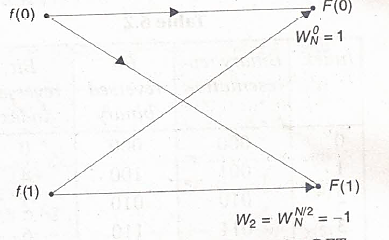 f(0) F(0)
W_N^0 = 1
f(1) F(1)
W_2 = W_N^{N/2} = -1